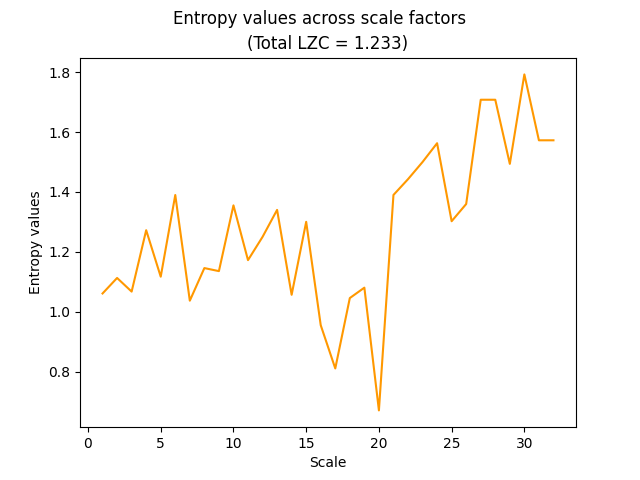 Entropy values across scale factors
(Total LZC = 1.233)
1.8
1.6
1.4
1.2
1.0
0.8
Entropy values
0 5 10 15 20 25 30
Scale